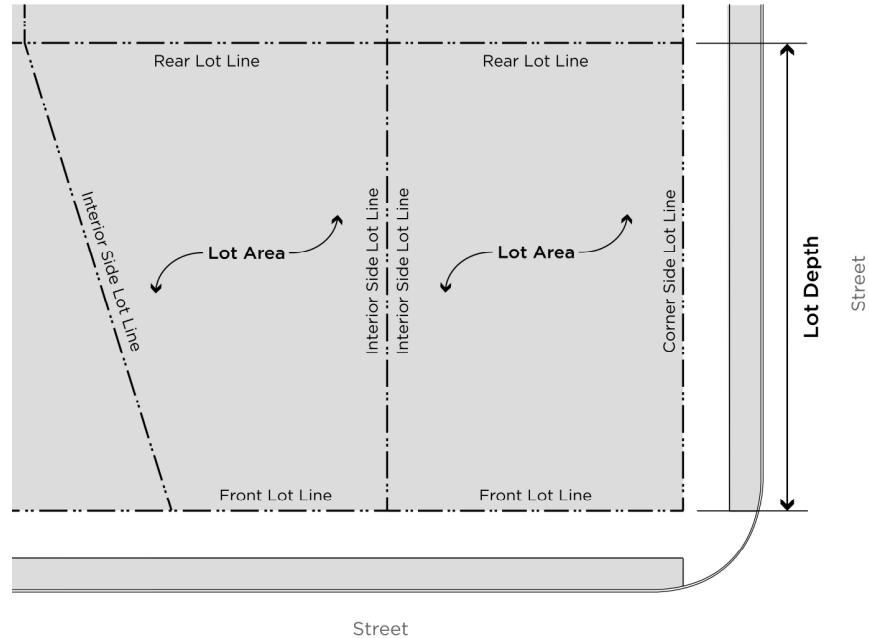 Rear Lot Line
Rear Lot Line
Interior Side Lot Line
Lot Area
Interior Side Lot Line
Interior Side Lot Line
Lot Area
Corner Side Lot Line
Lot Depth
Street
Front Lot Line
Front Lot Line
Street